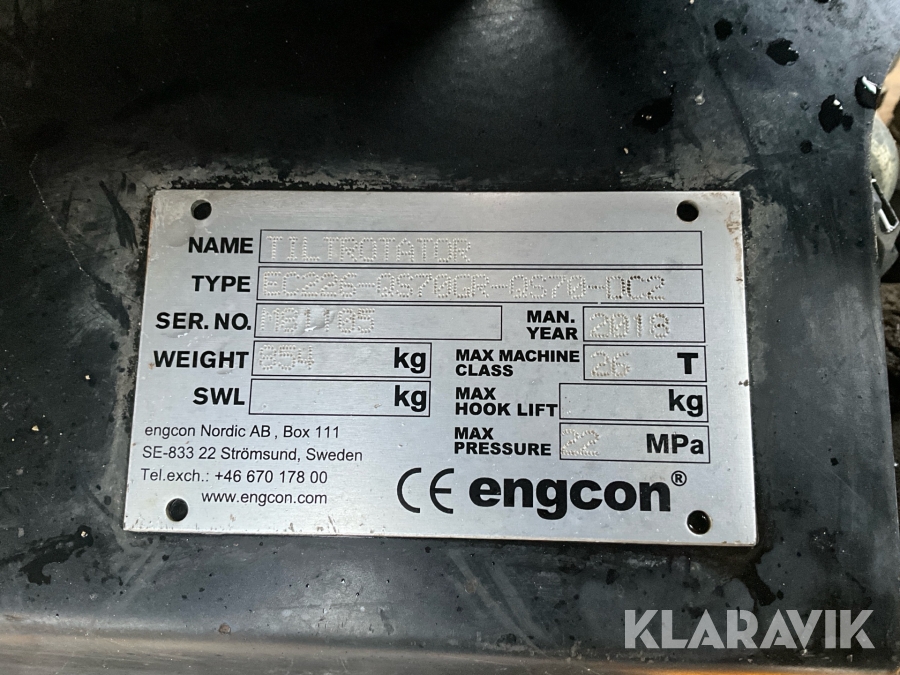 NAME TILTROTATOR
TYPE EC226-QS70GR-QS70-DC2
SER. NO. MAN. YEAR 2018
WEIGHT 854 kg MAX MACHINE CLASS 26 T
SWL kg MAX HOOK LIFT kg
MAX PRESSURE 22 MPa
engcon Nordic AB , Box 111
SE-833 22 Strömsund, Sweden
Tel.exch.: +46 670 178 00
www.engcon.com
CE engcon®
KLARAVIK